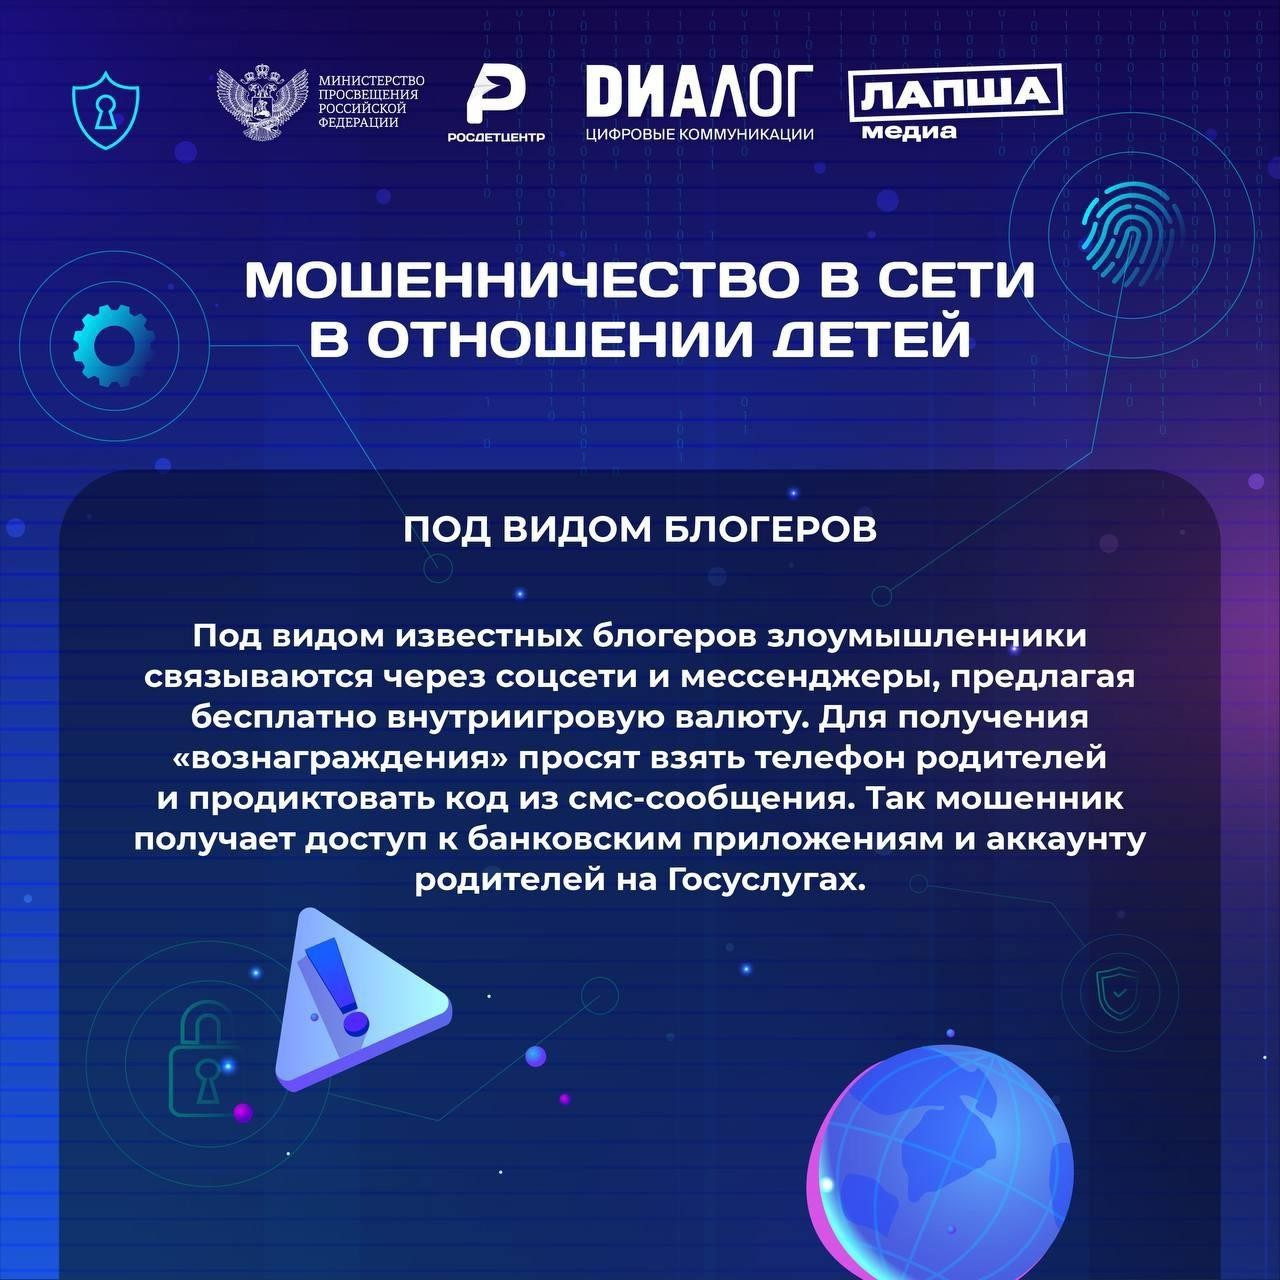 МИНИСТЕРСТВО
ПРОСВЕЩЕНИЯ
РОССИЙСКОЙ
ФЕДЕРАЦИИ
РОСДЕТЦЕНТР
DИАЛОГ
ЦИФРОВЫЕ КОММУНИКАЦИИ
ЛАПША
медиа
МОШЕННИЧЕСТВО В СЕТИ
В ОТНОШЕНИИ ДЕТЕЙ
ПОД ВИДОМ БЛОГЕРОВ
Под видом известных блогеров злоумышленники
связываются через соцсети и мессенджеры, предлагая
бесплатно внутриигровую валюту. Для получения
«вознаграждения» просят взять телефон родителей
и продиктовать код из смс-сообщения. Так мошенник
получает доступ к банковским приложениям и аккаунту
родителей на Госуслугах.